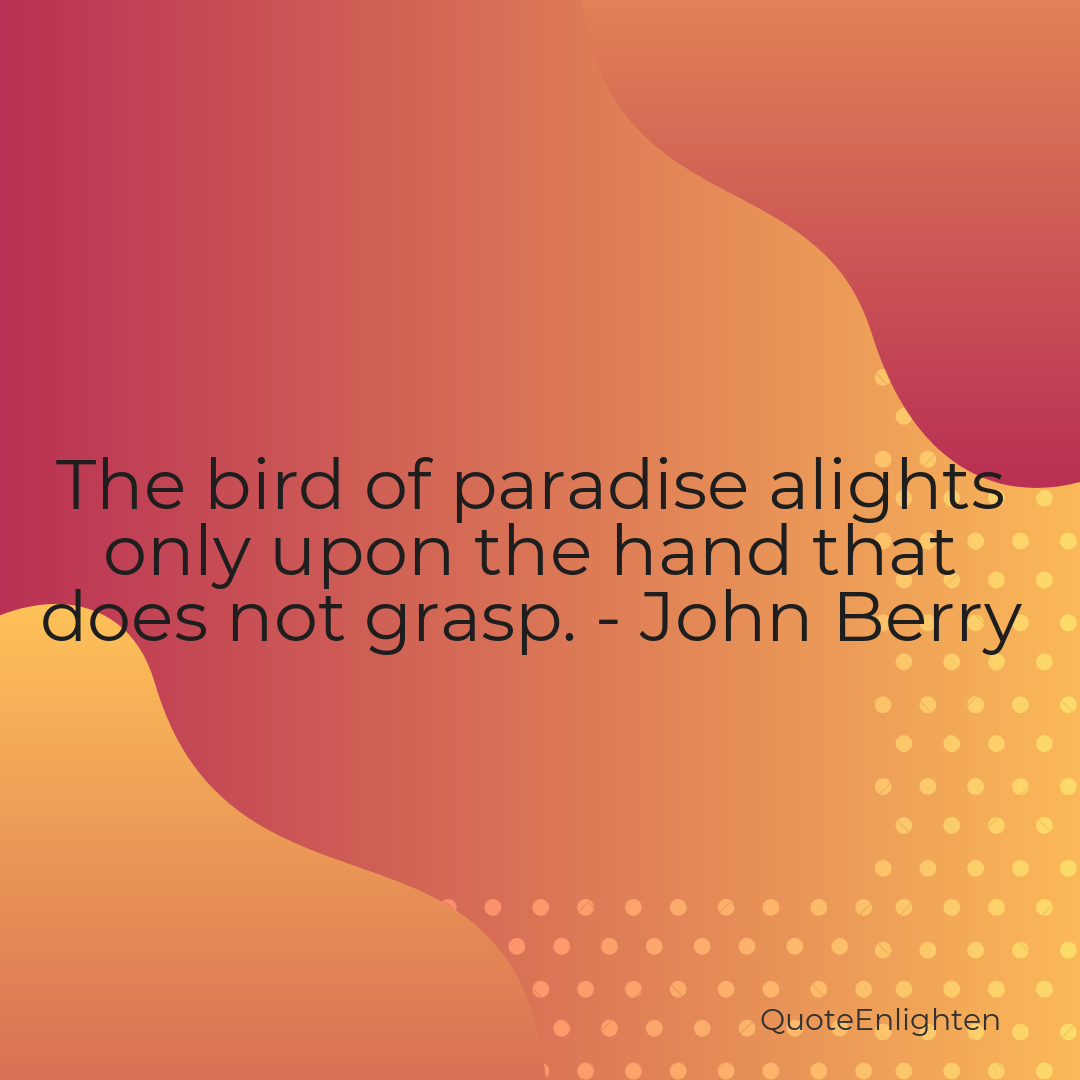 The bird of paradise alights
only upon the hand that
does not grasp. - John Berry
QuoteEnlighten